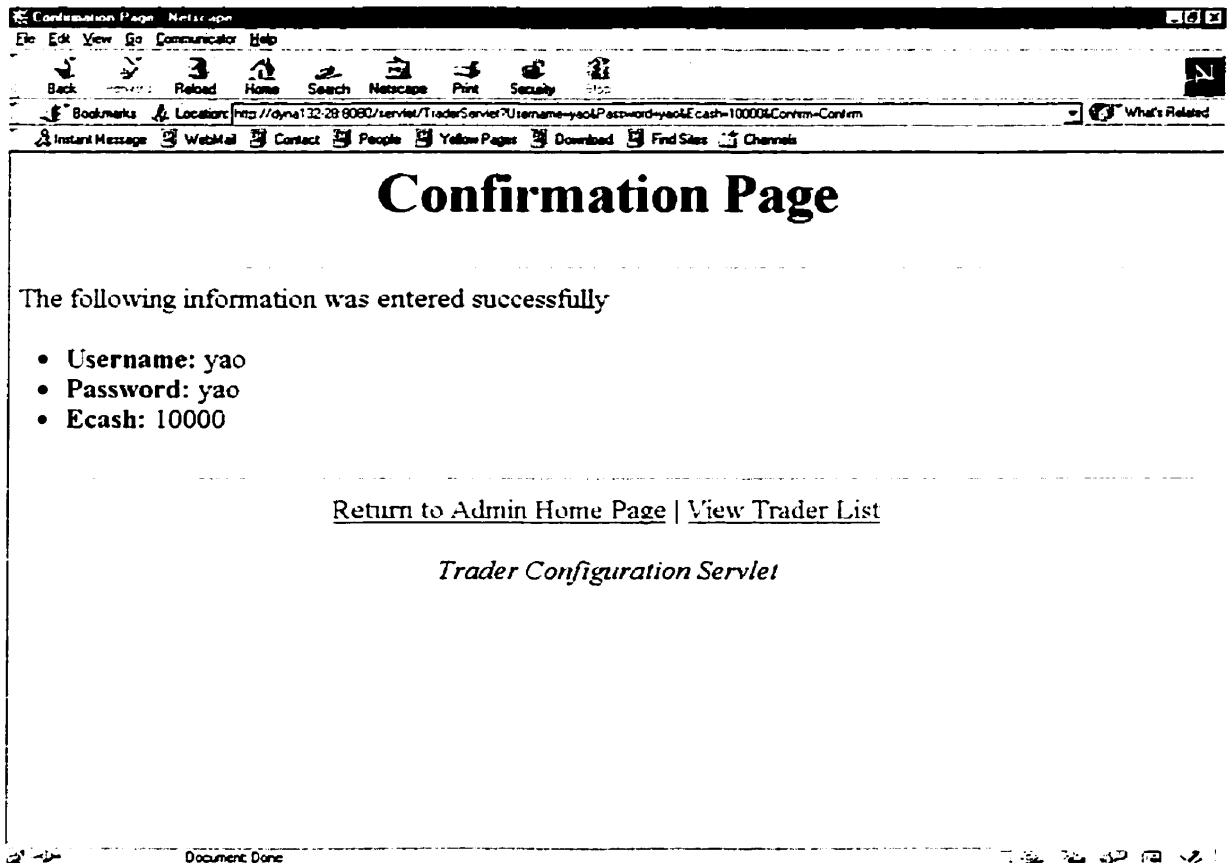 Confirmation Page Netscape
File Edit View Go Communicator Help
Back Reload Home Search Netscape Print Security Stop
Bookmarks Location: http://dyna132-28:8080/servlet/TraderServlet?Username=yao&Password=yao&Ecash=10000&Confirm=Confirm What's Related
Instant Message WebMail Contact People Yellow Pages Download Find Sites Channels
Confirmation Page
The following information was entered successfully
• Username: yao
• Password: yao
• Ecash: 10000
Return to Admin Home Page | View Trader List
Trader Configuration Servlet
Document: Done